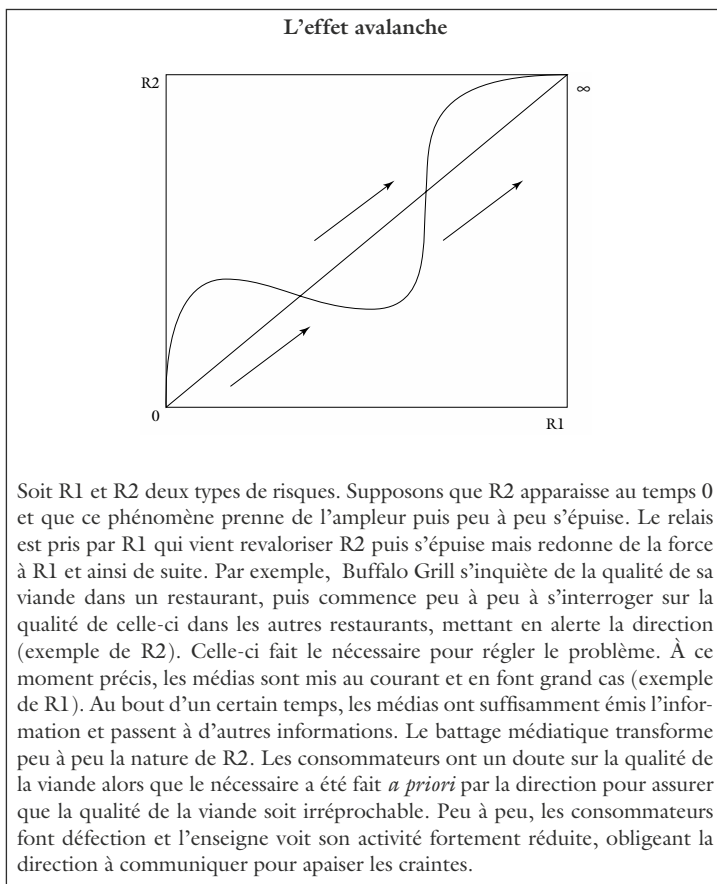 L’effet avalanche
R2
∞
0
R1
Soit R1 et R2 deux types de risques. Supposons que R2 apparaisse au temps 0
et que ce phénomène prenne de l’ampleur puis peu à peu s’épuise. Le relais
est pris par R1 qui vient revaloriser R2 puis s’épuise mais redonne de la force
à R1 et ainsi de suite. Par exemple, Buffalo Grill s’inquiète de la qualité de sa
viande dans un restaurant, puis commence peu à peu à s’interroger sur la
qualité de celle-ci dans les autres restaurants, mettant en alerte la direction
(exemple de R2). Celle-ci fait le nécessaire pour régler le problème. À ce
moment précis, les médias sont mis au courant et en font grand cas (exemple
de R1). Au bout d’un certain temps, les médias ont suffisamment émis l’infor-
mation et passent à d’autres informations. Le battage médiatique transforme
peu à peu la nature de R2. Les consommateurs ont un doute sur la qualité de
la viande alors que le nécessaire a été fait a priori par la direction pour assurer
que la qualité de la viande soit irréprochable. Peu à peu, les consommateurs
font défection et l’enseigne voit son activité fortement réduite, obligeant la
direction à communiquer pour apaiser les craintes.